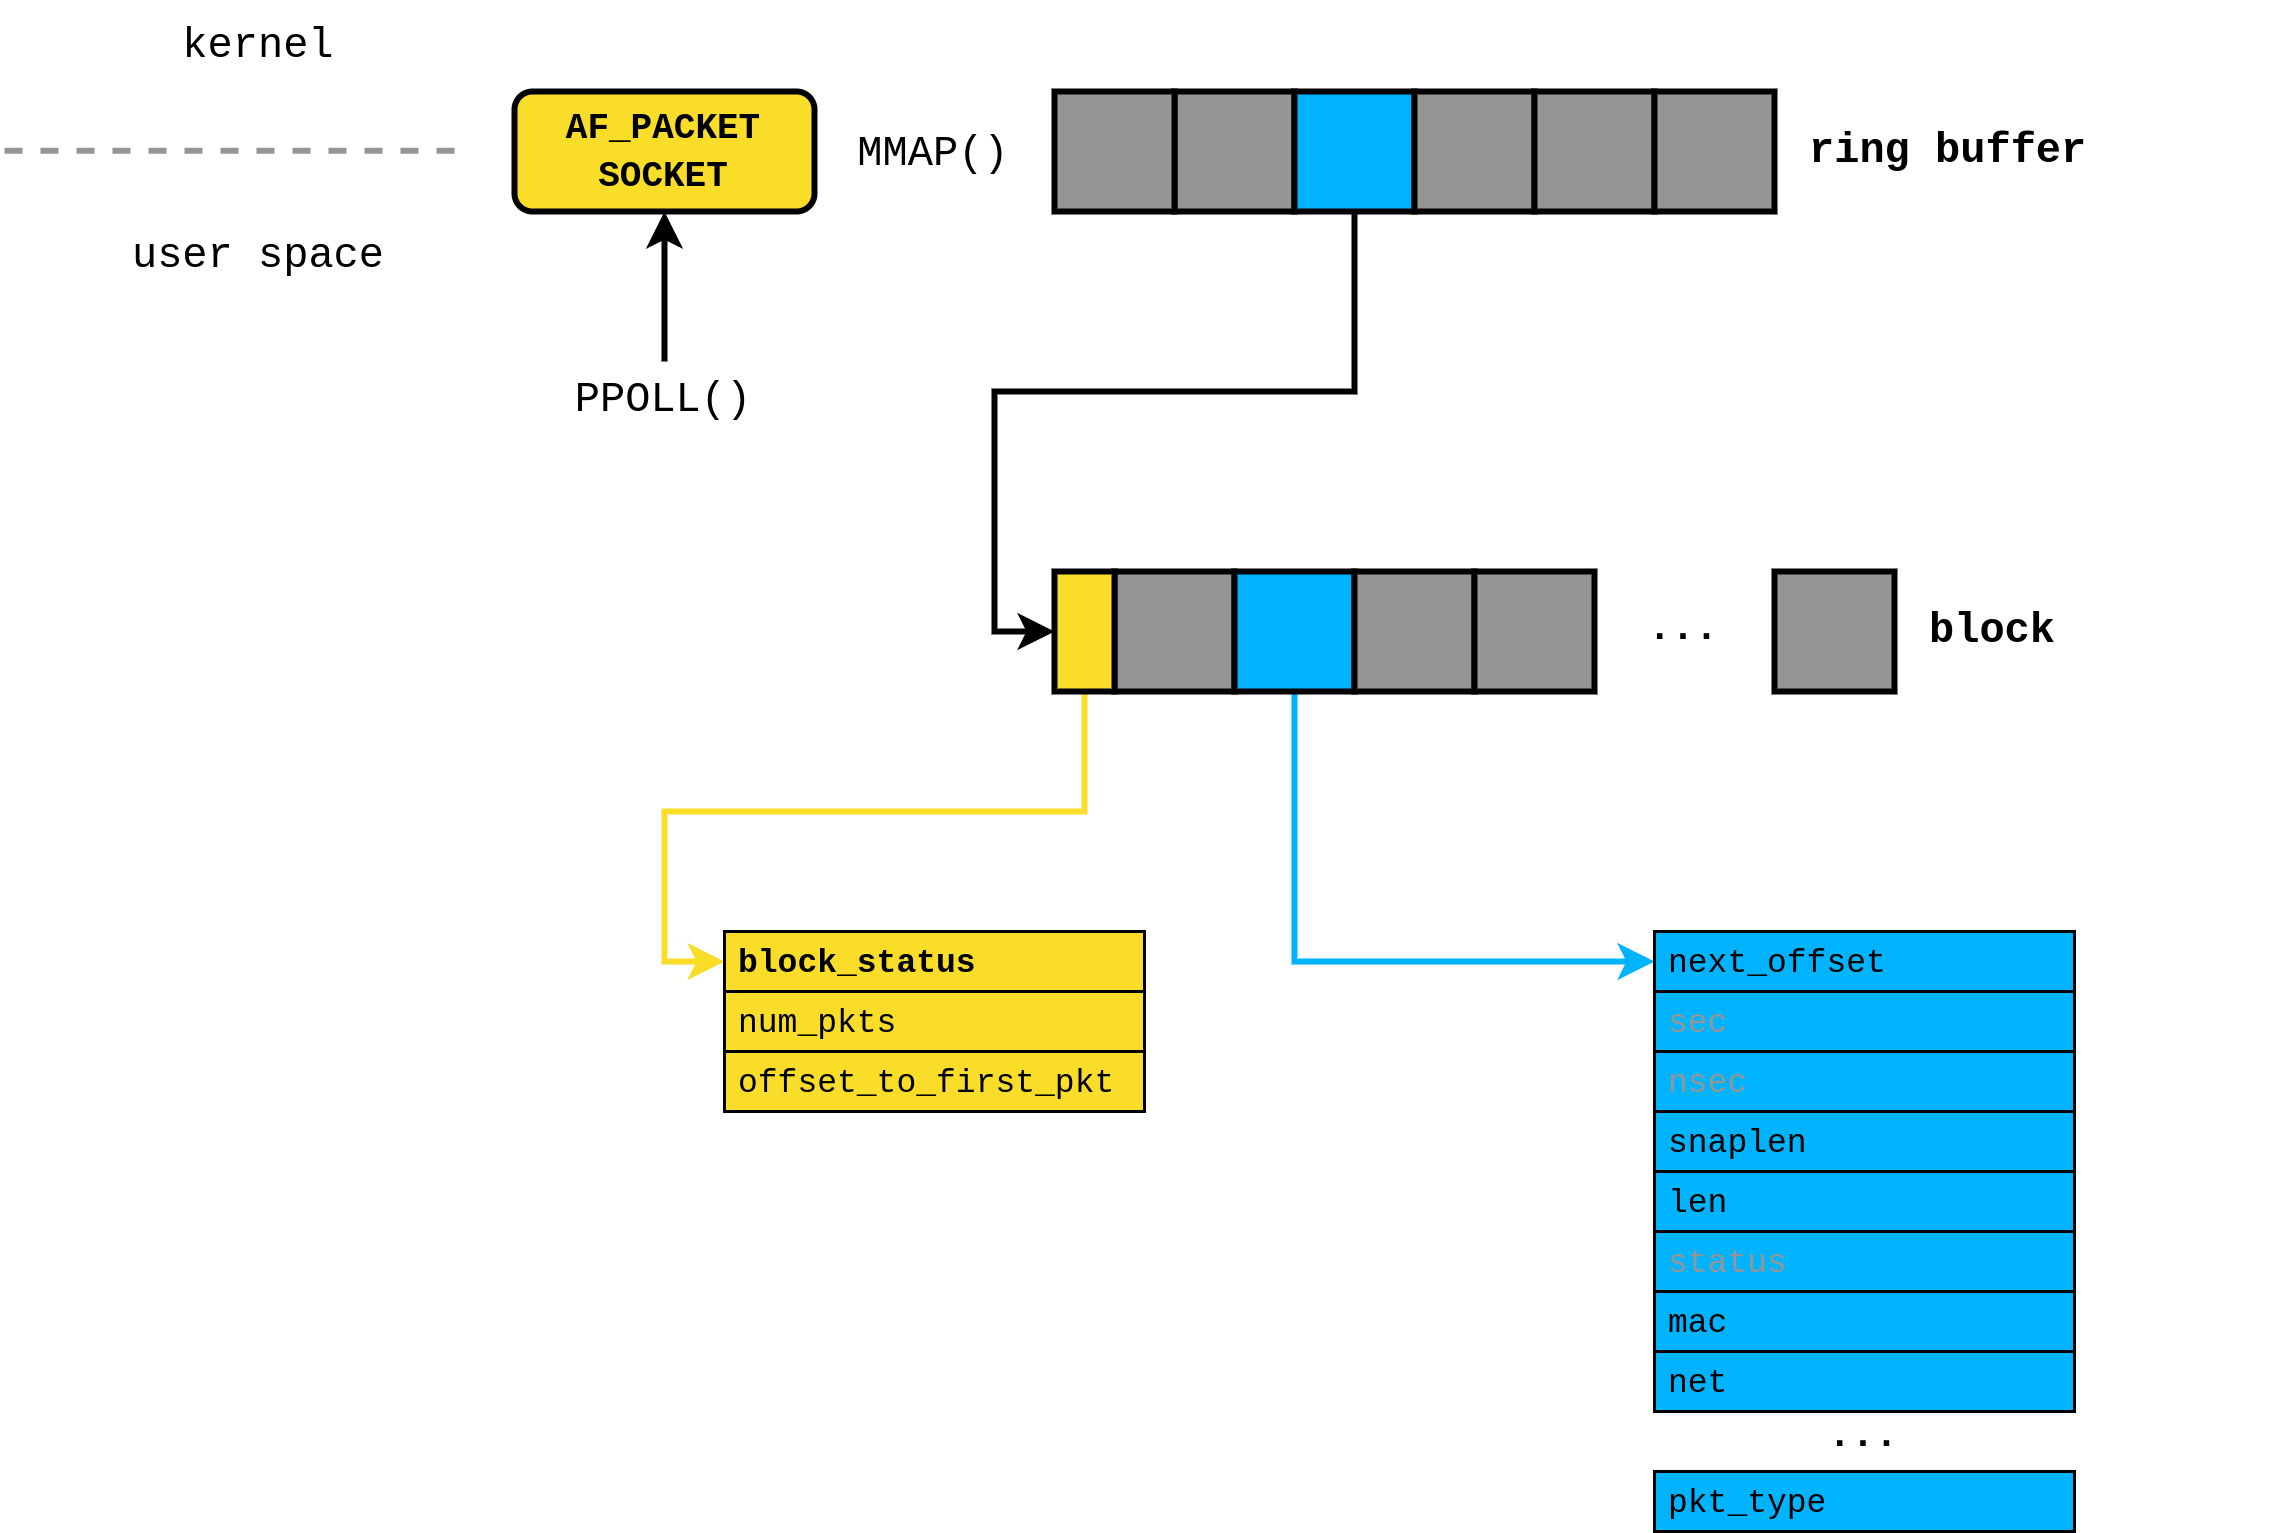 kernel
user space
AF_PACKET
SOCKET
MMAP()
ring buffer
PPOLL()
...
block
block_status
num_pkts
offset_to_first_pkt
next_offset
sec
nsec
snaplen
len
status
mac
net
...
pkt_type